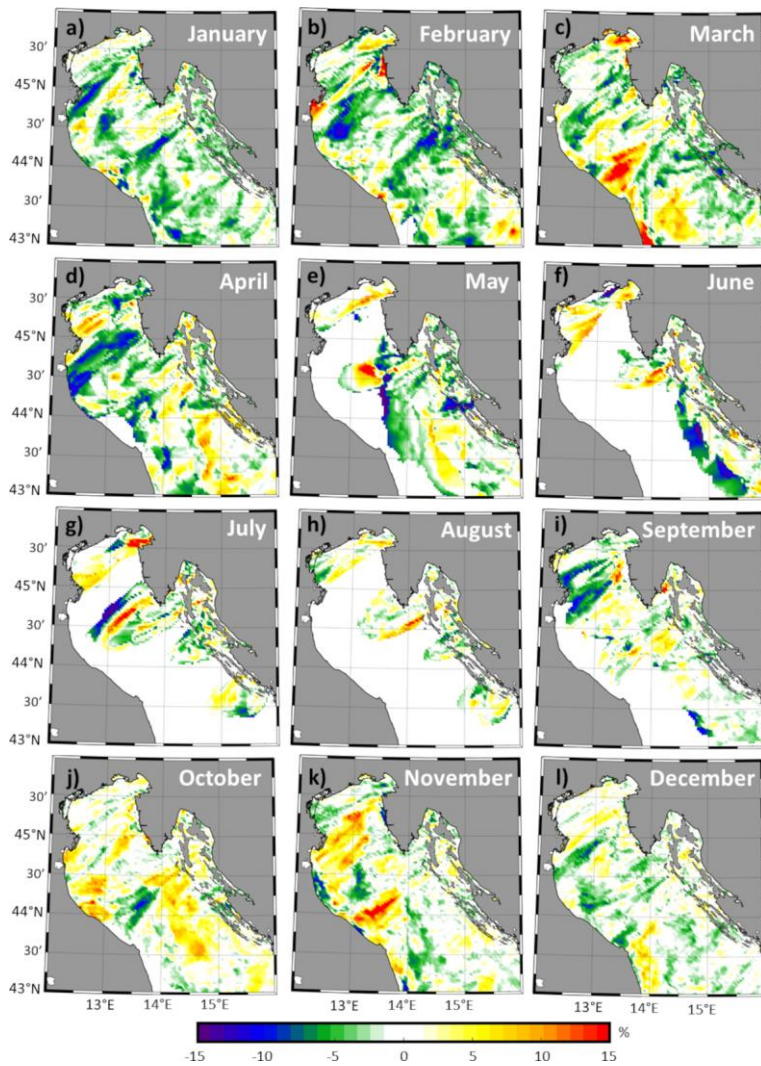 a) January b) February c) March
30'
45°N
30'
44°N
30'
43°N
d) April e) May f) June
30'
45°N
30'
44°N
30'
43°N
g) July h) August i) September
30'
45°N
30'
44°N
30'
43°N
j) October k) November l) December
30'
45°N
30'
44°N
30'
43°N
13°E 14°E 15°E 13°E 14°E 15°E 13°E 14°E 15°E
%
-15 -10 -5 0 5 10 15